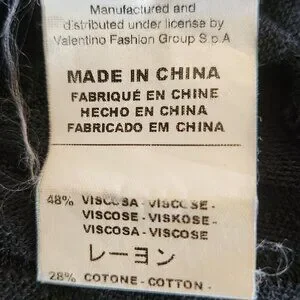 Manufactured and
distributed under license by
Valentino Fashion Group S.p.A
MADE IN CHINA
FABRIQUÉ EN CHINE
HECHO EN CHINA
FABRICADO EM CHINA
48% VISCOSA - VISCOSE -
VISCOSE - VISKOSE -
VISCOSA - VISCOSE
レーヨン
28% COTONE - COTTON -